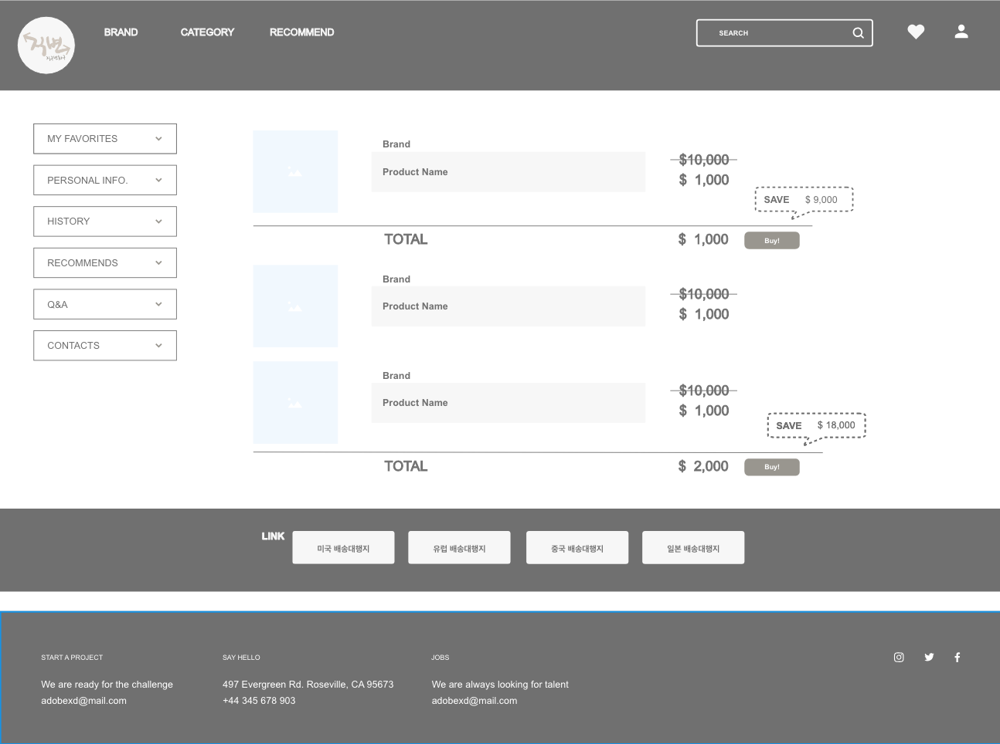 직변
BRAND CATEGORY RECOMMEND
SEARCH
MY FAVORITES
PERSONAL INFO.
HISTORY
RECOMMENDS
Q&A
CONTACTS
Brand
Product Name
$10,000
$ 1,000
SAVE $ 9,000
TOTAL $ 1,000 Buy!
Brand
Product Name
$10,000
$ 1,000
Brand
Product Name
$10,000
$ 1,000
SAVE $ 18,000
TOTAL $ 2,000 Buy!
LINK 미국 배송대행지 유럽 배송대행지 중국 배송대행지 일본 배송대행지
START A PROJECT
We are ready for the challenge
adobexd@mail.com
SAY HELLO
497 Evergreen Rd. Roseville, CA 95673
+44 345 678 903
JOBS
We are always looking for talent
adobexd@mail.com